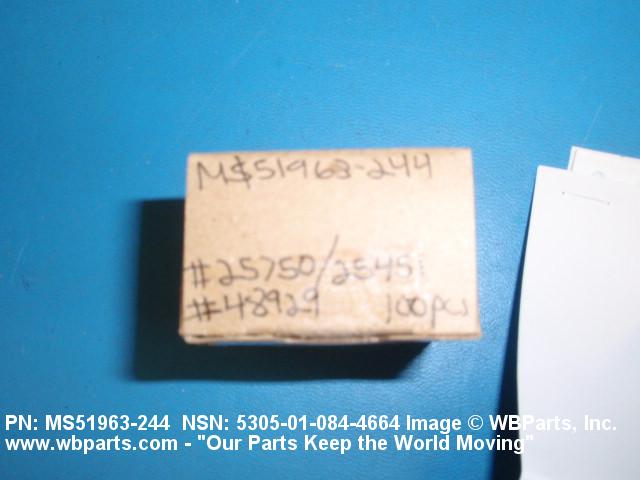 MS51963-244
#25750/25451
#48929 100pcs
PN: MS51963-244 NSN: 5305-01-084-4664 Image © WBParts, Inc.
www.wbparts.com - "Our Parts Keep the World Moving"